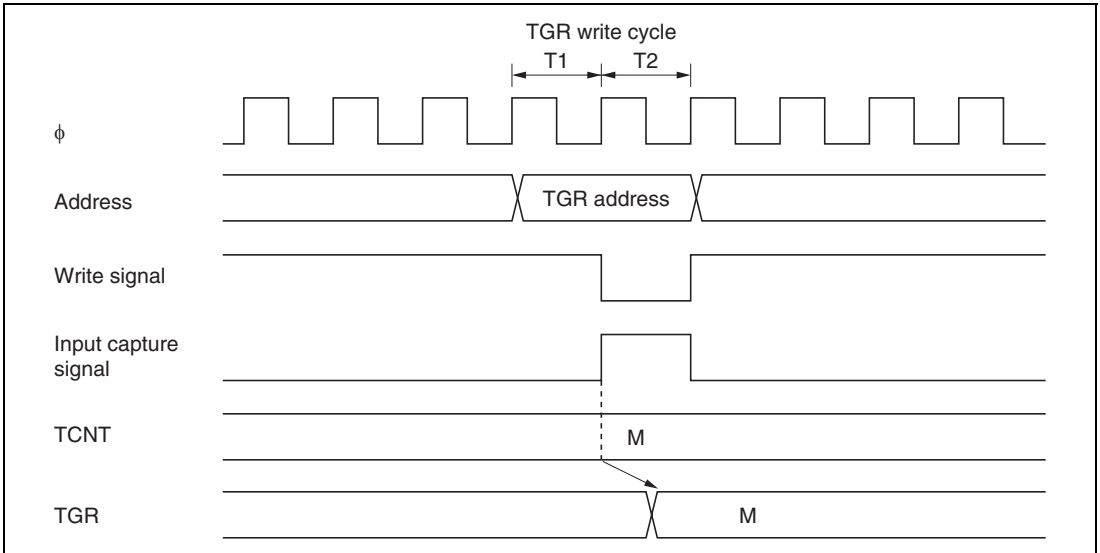 TGR write cycle
T1 T2
ϕ
Address
TGR address
Write signal
Input capture
signal
TCNT
M
TGR
M